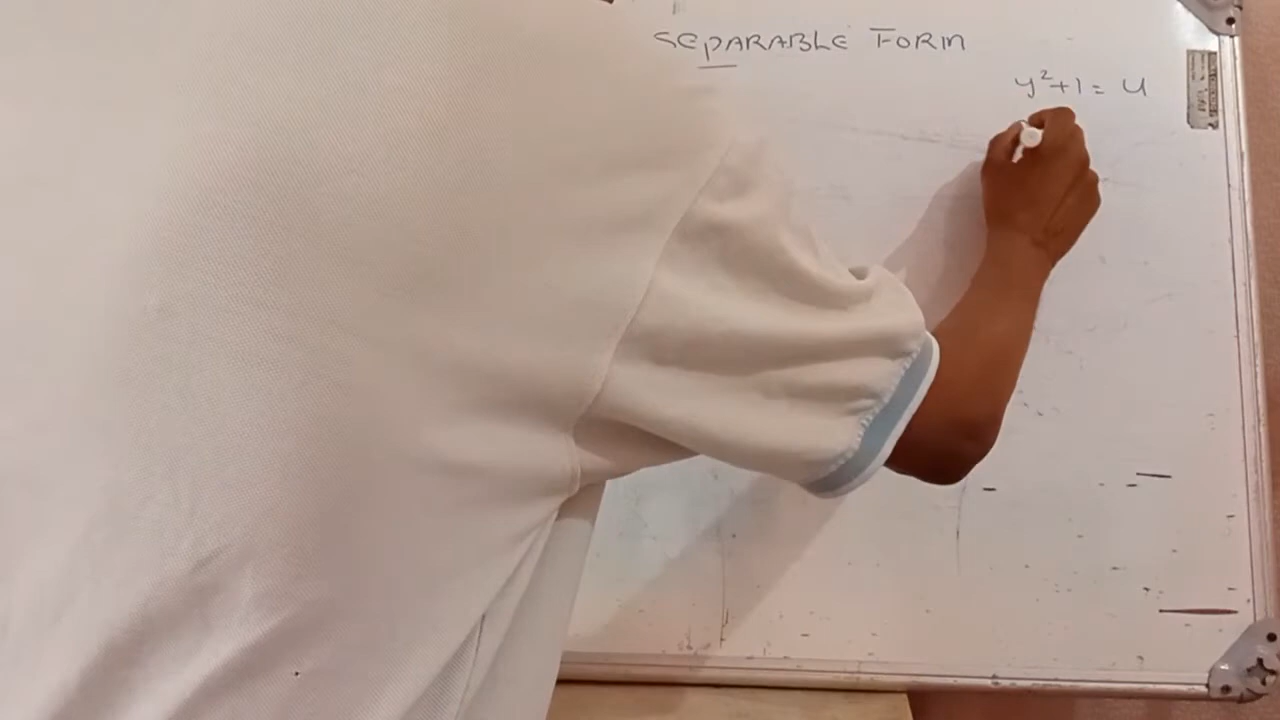 SEPARABLE FORM
y²+1 = u